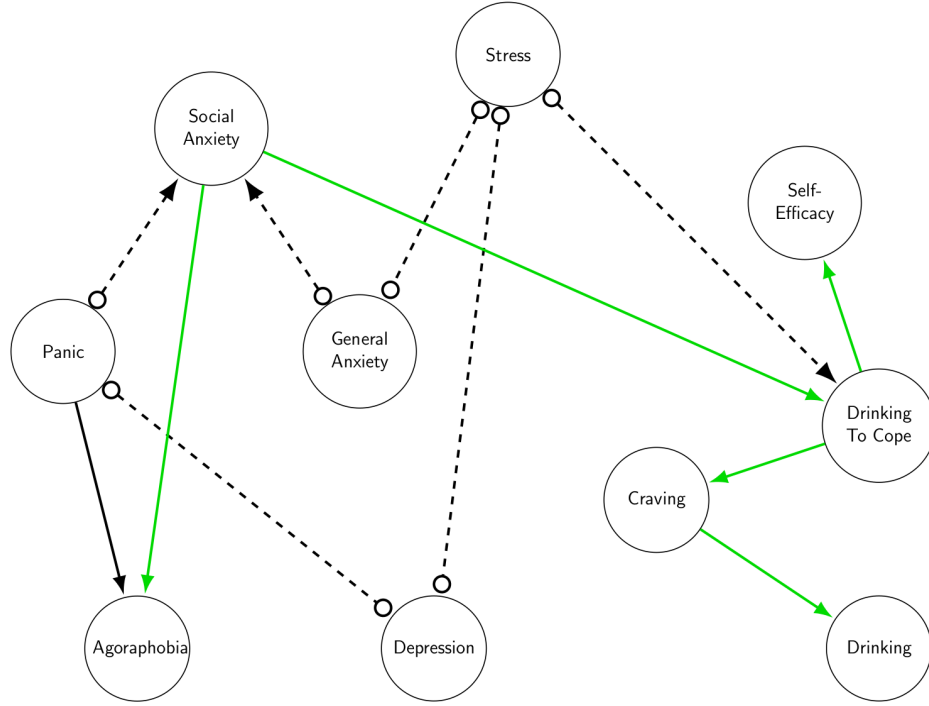 Stress
Social
Anxiety
Self-
Efficacy
General
Anxiety
Panic
Drinking
To Cope
Craving
Agoraphobia
Depression
Drinking